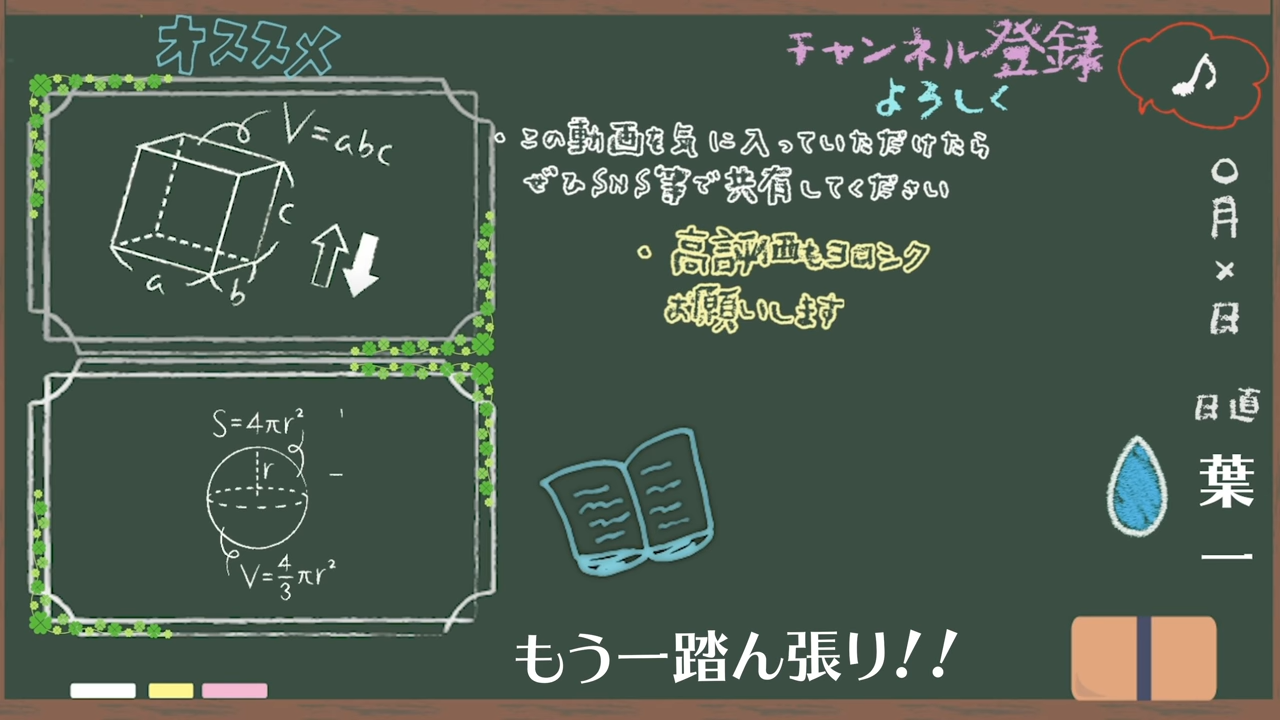 オススメ
V=abc
c
a
b
S=4πr²
r
V=4/3πr²
チャンネル登録
よろしく
・この動画を気に入っていただけたら
ぜひSNS等で共有してください
・高評価もヨロシク
お願いします
もう一踏ん張り!!
♪
〇月×日
日直
葉一